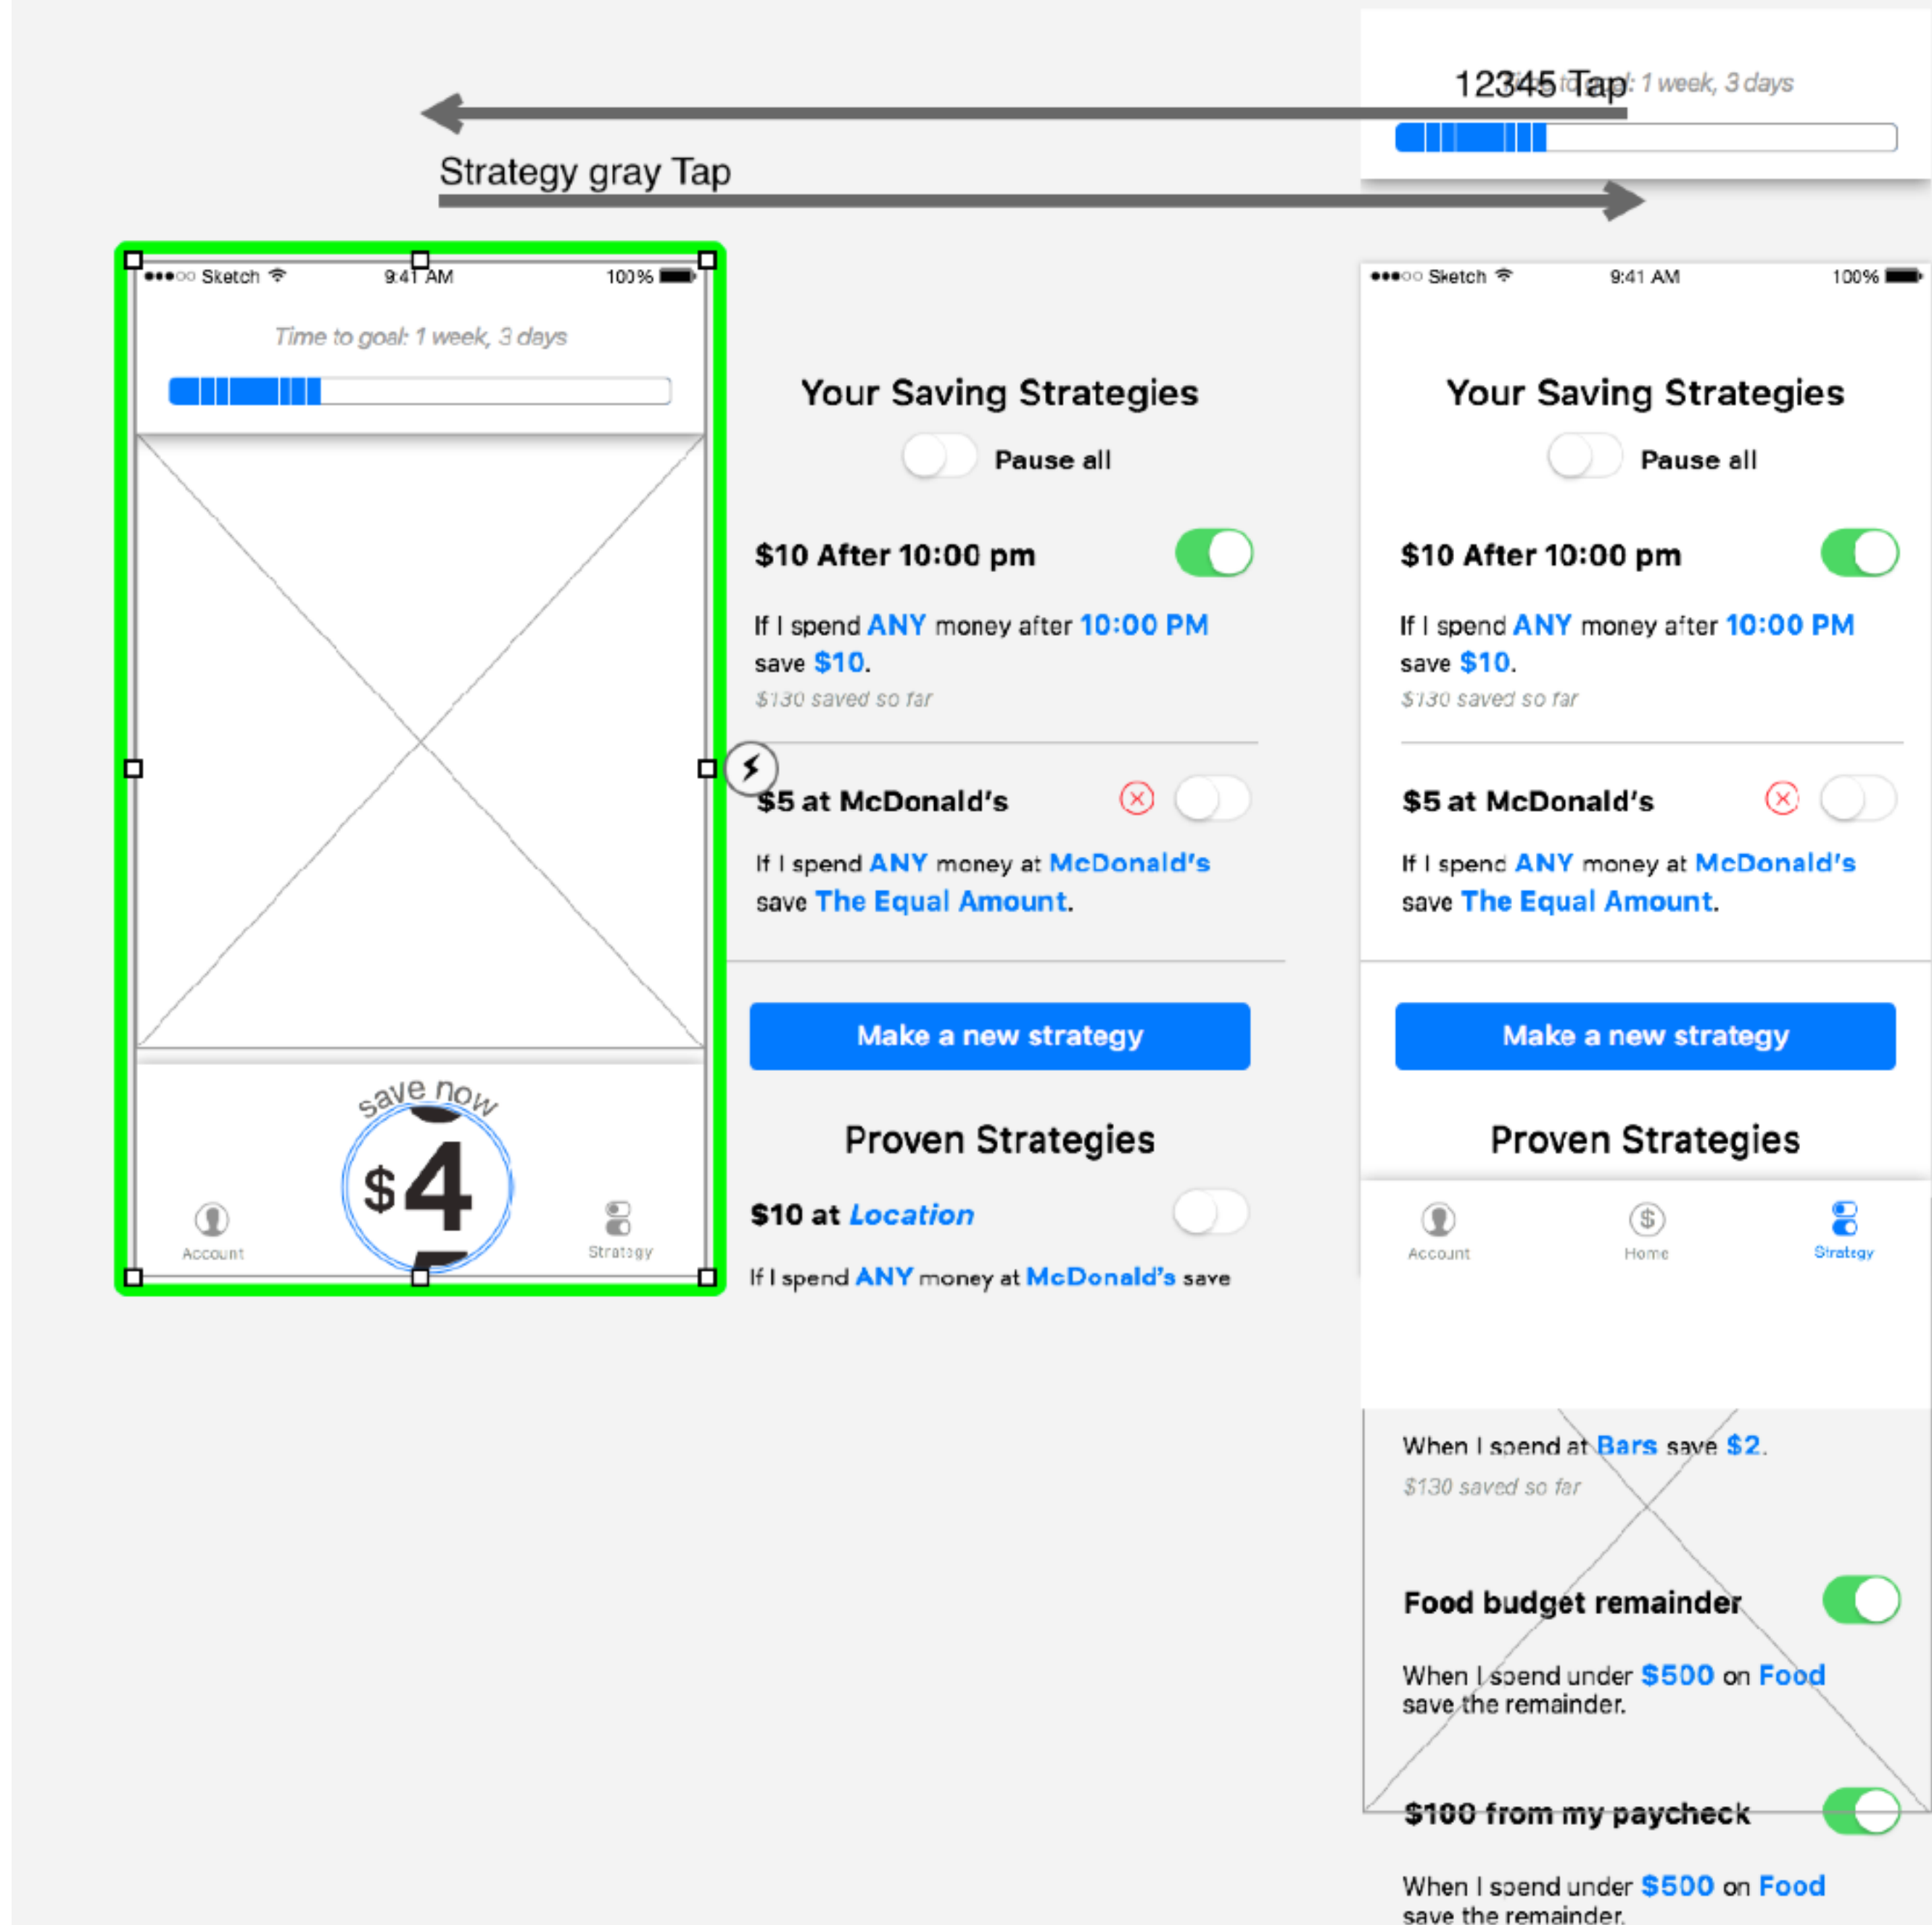 12345 Tap
Time to goal: 1 week, 3 days
Strategy gray Tap
Sketch 9:41 AM 100%
Time to goal: 1 week, 3 days
save now
$4
Account
Strategy
Your Saving Strategies
Pause all
$10 After 10:00 pm
If I spend ANY money after 10:00 PM
save $10.
$130 saved so far
$5 at McDonald's
If I spend ANY money at McDonald's
save The Equal Amount.
Make a new strategy
Proven Strategies
$10 at Location
If I spend ANY money at McDonald's save
Sketch 9:41 AM 100%
Your Saving Strategies
Pause all
$10 After 10:00 pm
If I spend ANY money after 10:00 PM
save $10.
$130 saved so far
$5 at McDonald's
If I spend ANY money at McDonald's
save The Equal Amount.
Make a new strategy
Proven Strategies
Account
Home
Strategy
When I spend at Bars save $2.
$130 saved so far
Food budget remainder
When I spend under $500 on Food
save the remainder.
$100 from my paycheck
When I spend under $500 on Food
save the remainder.